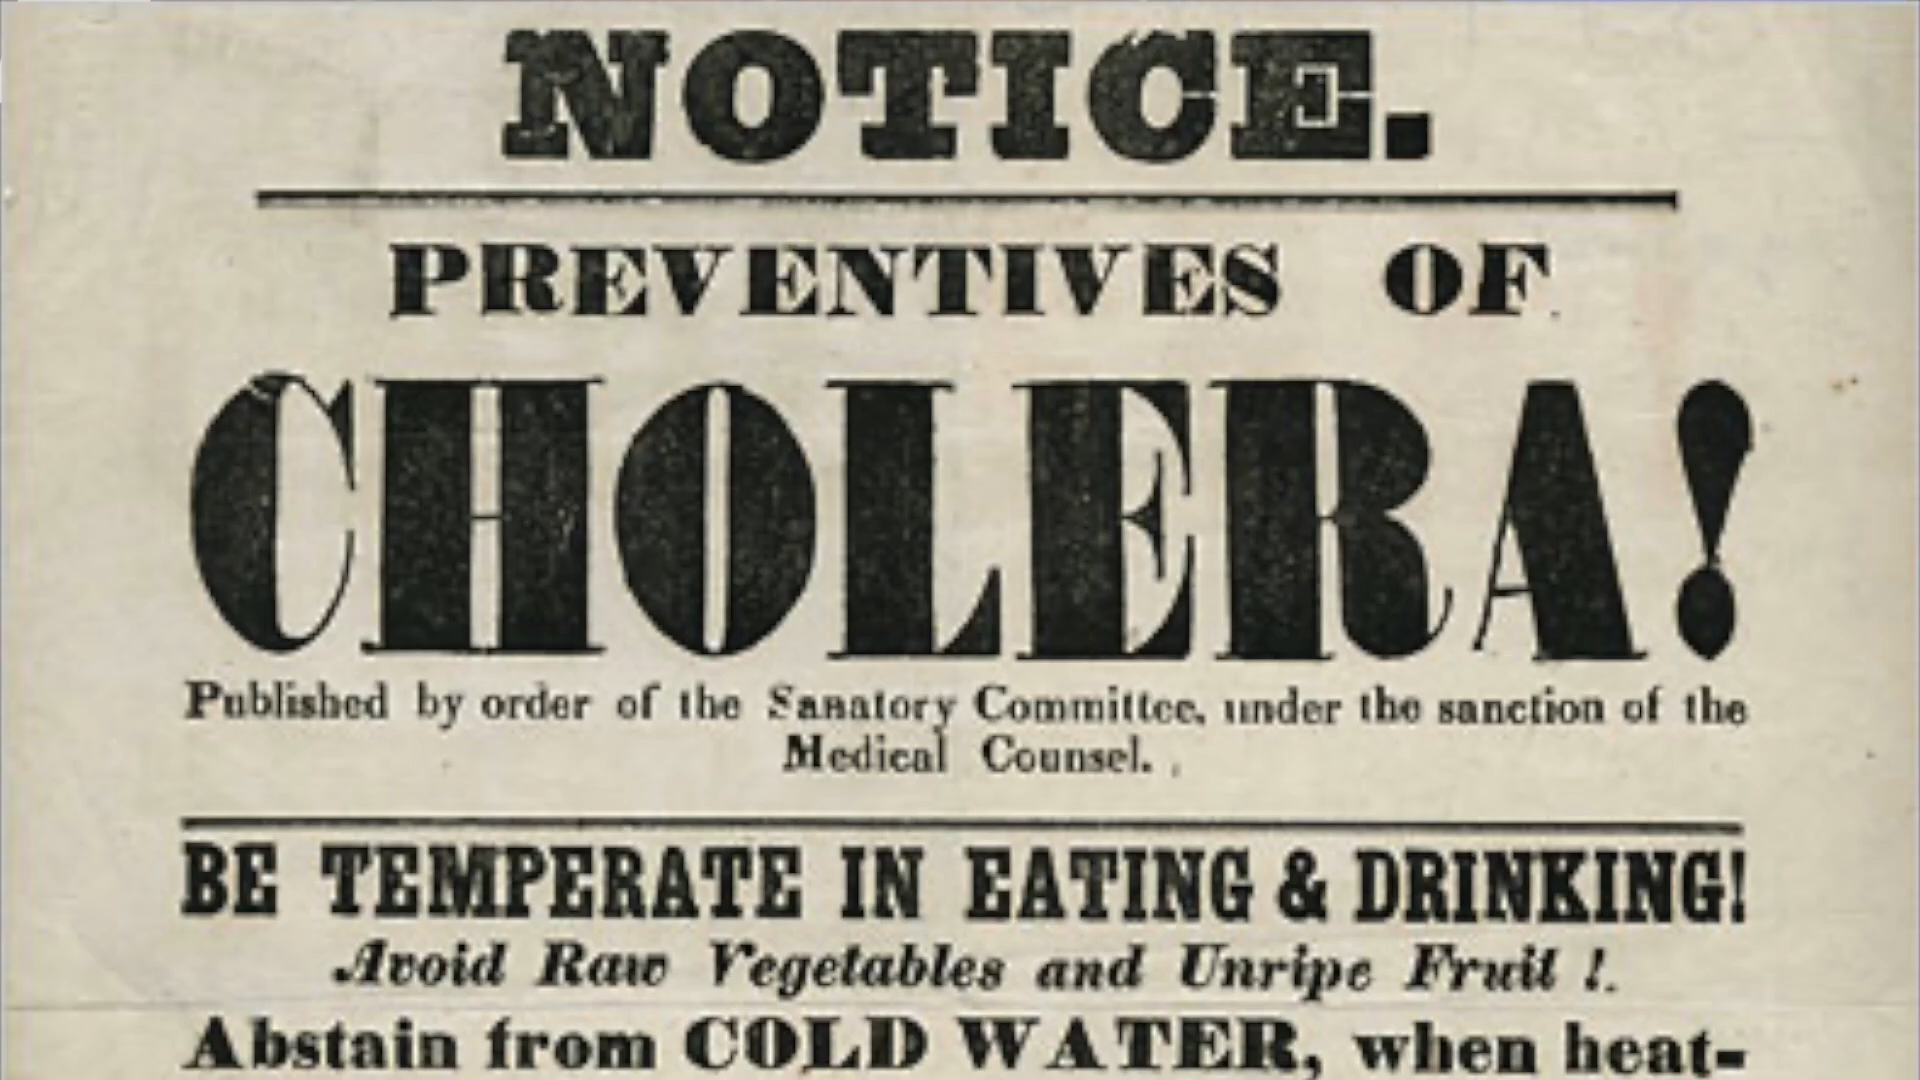 NOTICE.
PREVENTIVES OF
CHOLERA!
Published by order of the Sanatory Committee, under the sanction of the
Medical Counsel.
BE TEMPERATE IN EATING & DRINKING!
Avoid Raw Vegetables and Unripe Fruit !.
Abstain from COLD WATER, when heat-